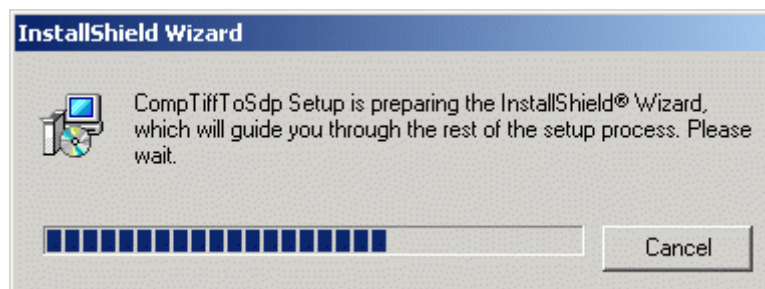 InstallShield Wizard
CompTiffToSdp Setup is preparing the InstallShield® Wizard,
which will guide you through the rest of the setup process. Please
wait.
Cancel